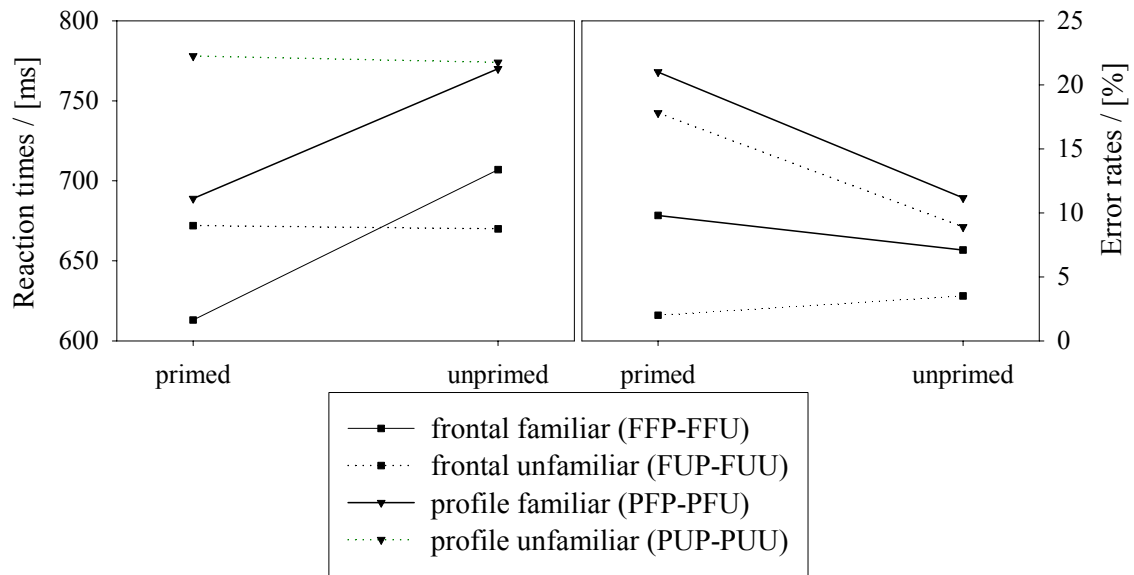 800
750
700
650
600
Reaction times / [ms]
primed
unprimed
25
20
15
10
5
0
Error rates / [%]
primed
unprimed
frontal familiar (FFP-FFU)
frontal unfamiliar (FUP-FUU)
profile familiar (PFP-PFU)
profile unfamiliar (PUP-PUU)